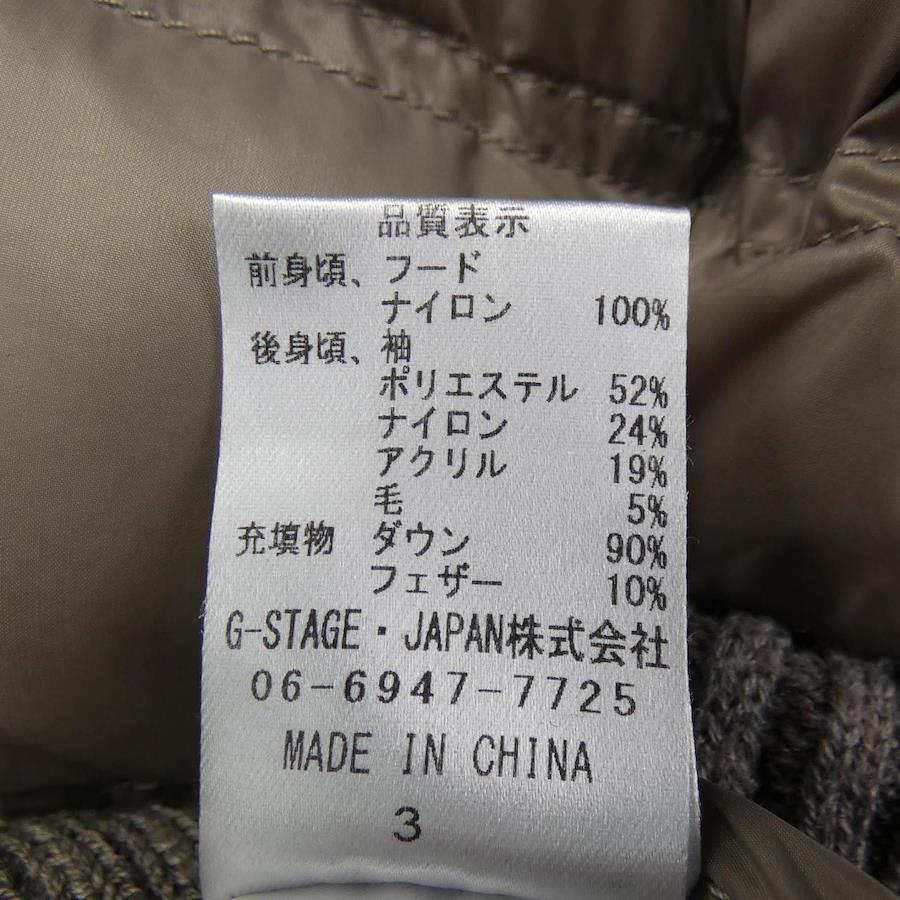 品質表示
前身頃、フード
ナイロン 100%
後身頃、袖
ポリエステル 52%
ナイロン 24%
アクリル 19%
毛 5%
充填物 ダウン 90%
フェザー 10%
G-STAGE・JAPAN株式会社
06-6947-7725
MADE IN CHINA
3